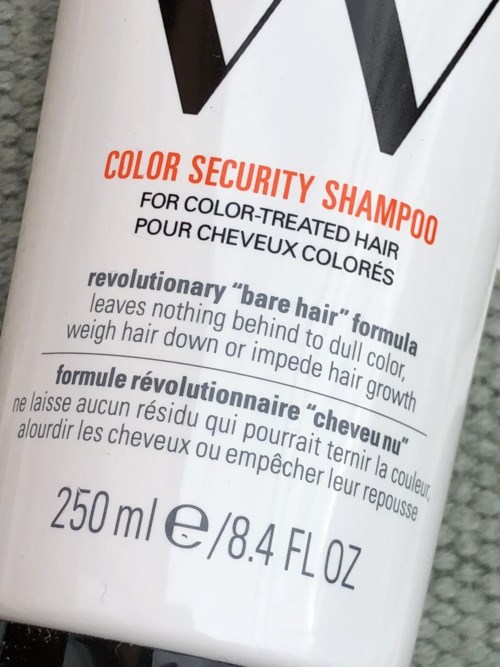 W
COLOR SECURITY SHAMPOO
FOR COLOR-TREATED HAIR
POUR CHEVEUX COLORÉS
revolutionary "bare hair" formula
leaves nothing behind to dull color,
weigh hair down or impede hair growth
formule révolutionnaire "cheveu nu"
ne laisse aucun résidu qui pourrait ternir la couleur,
alourdir les cheveux ou empêcher leur repousse
250 ml ℮/8.4 FL OZ